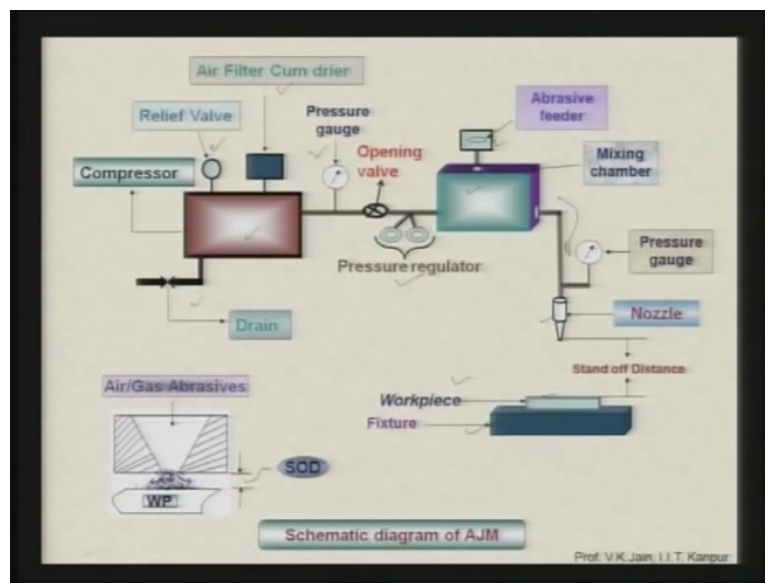 Air Filter Cum drier
Relief Valve
Pressure
gauge
Abrasive
feeder
Opening
valve
Compressor
Mixing
chamber
Pressure
gauge
Pressure regulator
Drain
Nozzle
Stand off Distance
Air/Gas Abrasives
Workpiece
Fixture
SOD
WP
Schematic diagram of AJM
Prof. V.K.Jain, I.I.T. Kanpur